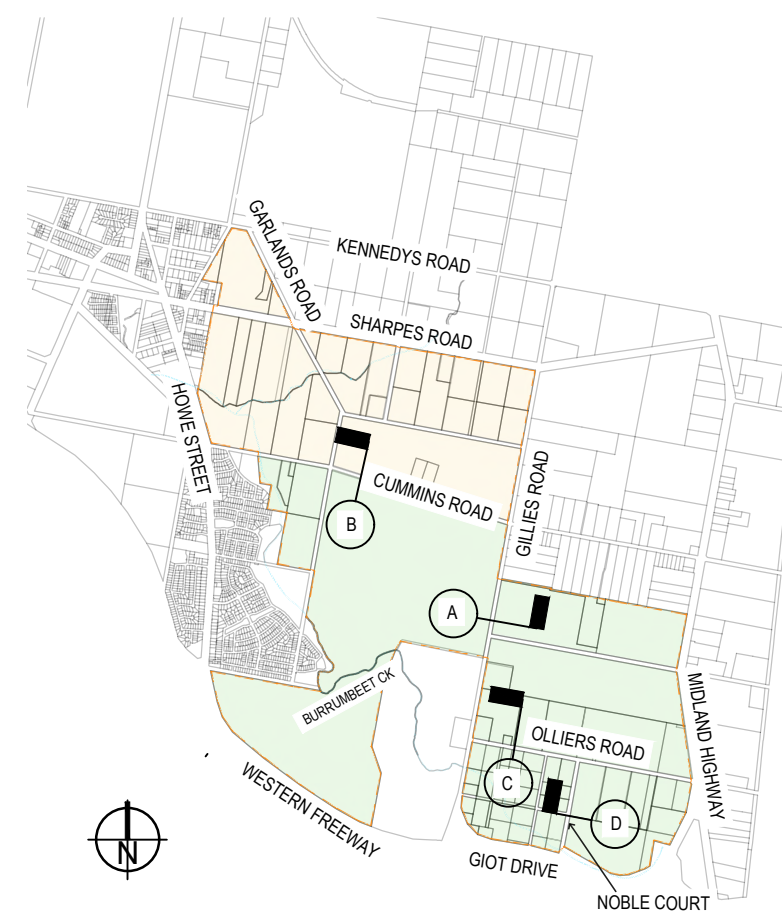 GARLANDS ROAD
KENNEDYS ROAD
SHARPES ROAD
HOWE STREET
CUMMINS ROAD
B
GILLIES ROAD
A
BURRUMBEET CK
MIDLAND HIGHWAY
OLLIERS ROAD
C
WESTERN FREEWAY
D
N
GIOT DRIVE
NOBLE COURT